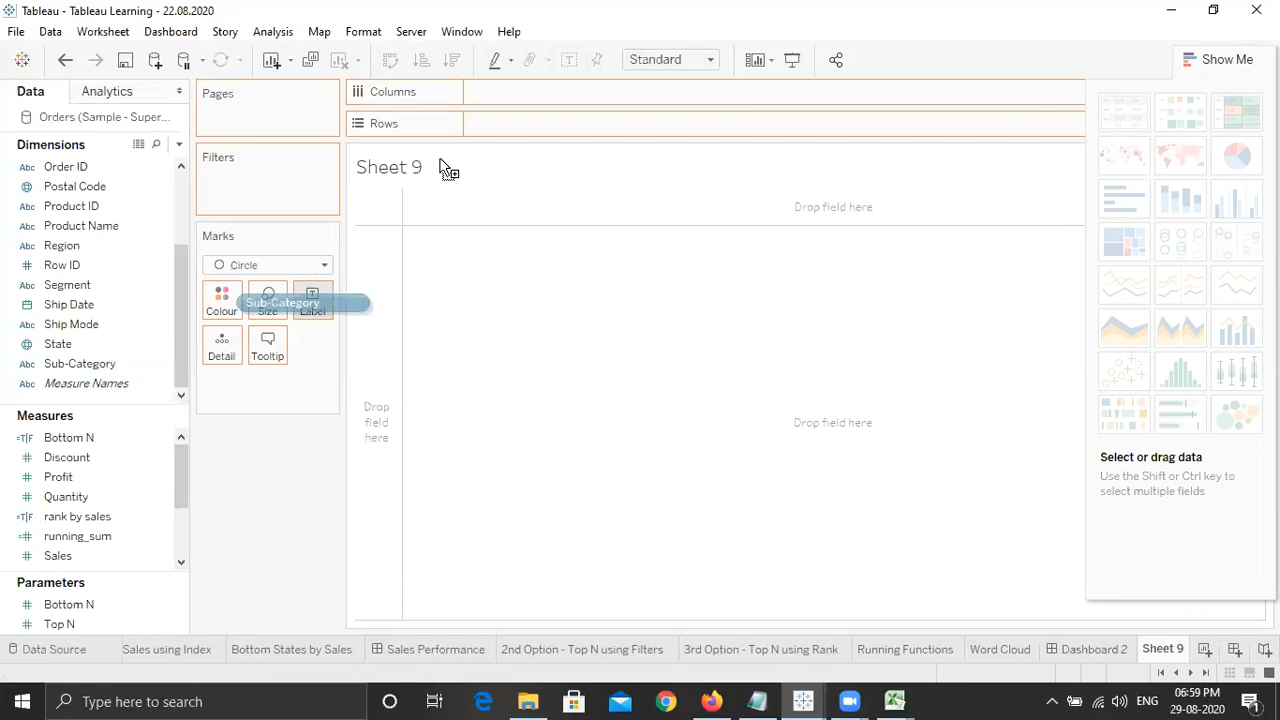 Tableau - Tableau Learning - 22.08.2020
File Data Worksheet Dashboard Story Analysis Map Format Server Window Help
Standard
Show Me
Data Analytics
Orders (Sample - Super...
Dimensions
Order ID
Postal Code
Product ID
Product Name
Region
Row ID
Segment
Ship Date
Ship Mode
State
Sub-Category
Measure Names
Measures
Bottom N
Discount
Profit
Quantity
rank by sales
running_sum
Sales
Parameters
Bottom N
Top N
Pages
Filters
Marks
Circle
Colour Size Label
Sub-Category
Detail Tooltip
Columns
Rows
Sheet 9
Drop field here
Drop
field
here
Drop field here
Select or drag data
Use the Shift or Ctrl key to
select multiple fields
Data Source Sales using Index Bottom States by Sales Sales Performance 2nd Option - Top N using Filters 3rd Option - Top N using Rank Running Functions Word Cloud Dashboard 2 Sheet 9
Type here to search
ENG
06:59 PM
29-08-2020